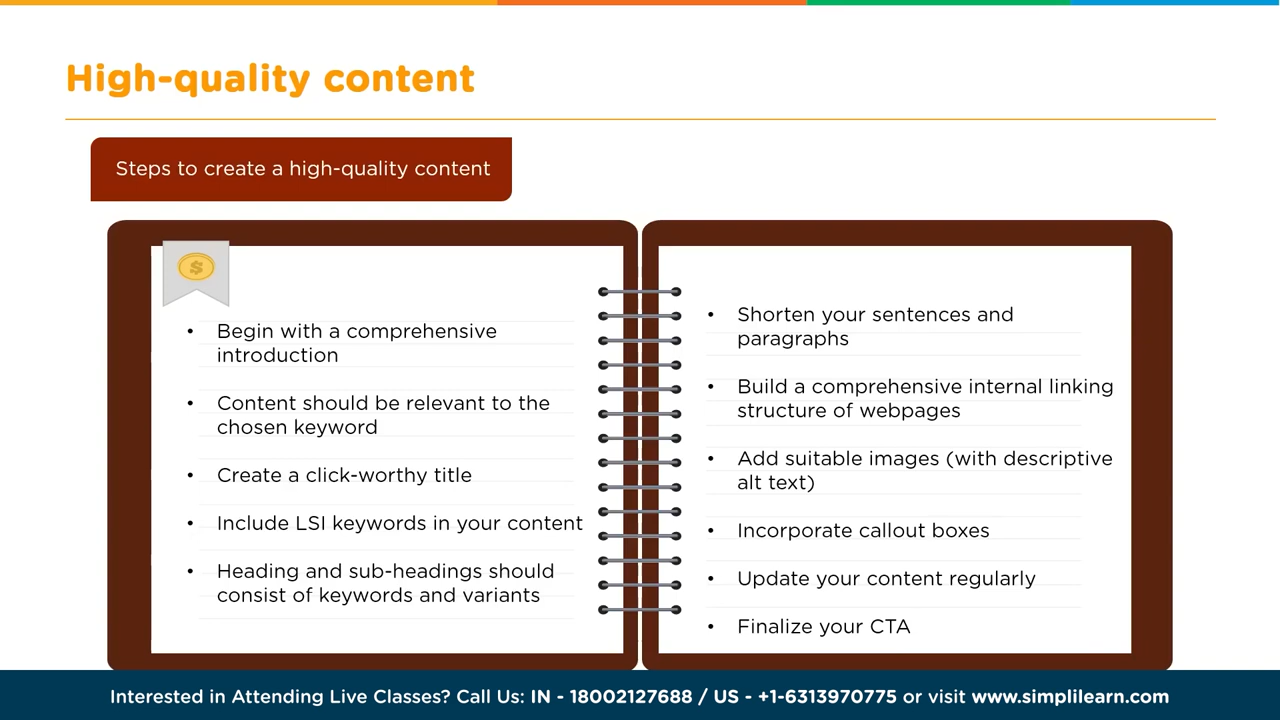 High-quality content
Steps to create a high-quality content
$
• Begin with a comprehensive
introduction
• Content should be relevant to the
chosen keyword
• Create a click-worthy title
• Include LSI keywords in your content
• Heading and sub-headings should
consist of keywords and variants
• Shorten your sentences and
paragraphs
• Build a comprehensive internal linking
structure of webpages
• Add suitable images (with descriptive
alt text)
• Incorporate callout boxes
• Update your content regularly
• Finalize your CTA
Interested in Attending Live Classes? Call Us: IN - 18002127688 / US - +1-6313970775 or visit www.simplilearn.com